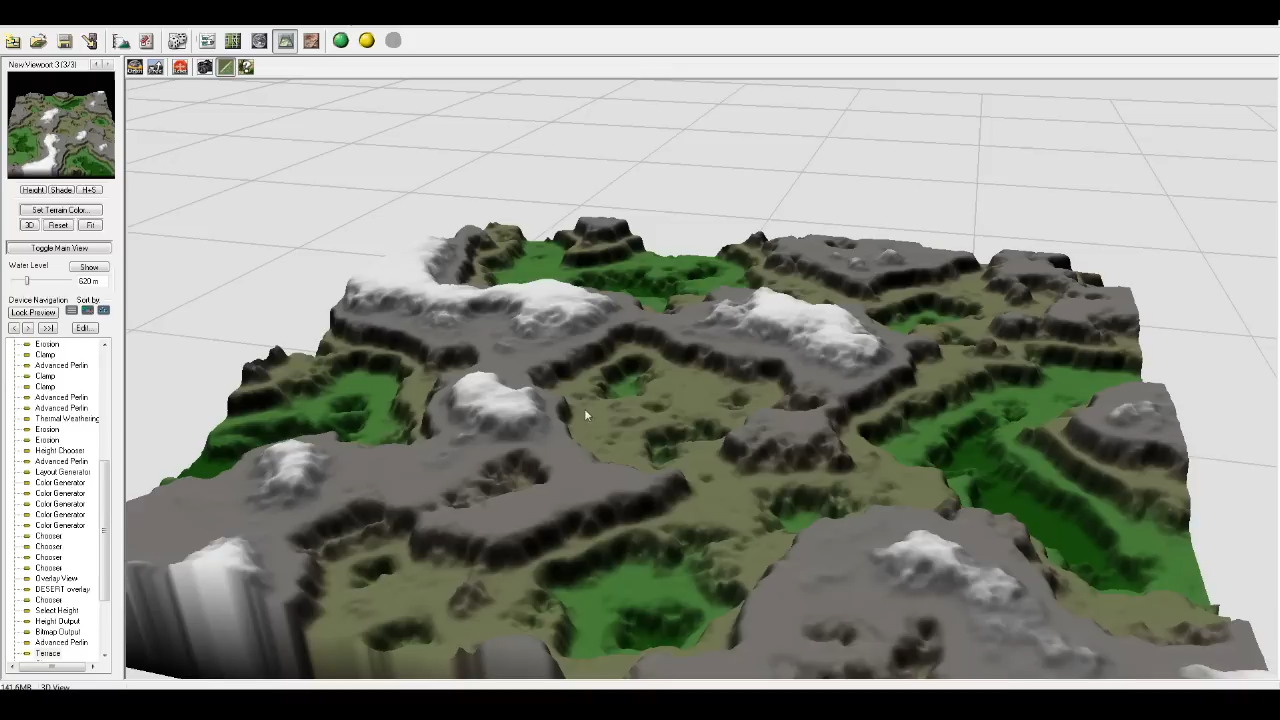 New Viewport 3 (3/3)
Height Shade H+S
Set Terrain Color...
3D Reset Fit
Toggle Main View
Water Level Show
620 m
Device Navigation Sort by:
Lock Preview
< > >>| Edit...
Erosion
Clamp
Advanced Perlin
Clamp
Clamp
Advanced Perlin
Advanced Perlin
Thermal Weathering
Erosion
Erosion
Height Chooser
Advanced Perlin
Layout Generator
Color Generator
Color Generator
Color Generator
Color Generator
Color Generator
Chooser
Chooser
Chooser
Chooser
Overlay View
DESERT overlay
Chooser
Select Height
Height Output
Bitmap Output
Advanced Perlin
Terrace
141.6MB 3D View